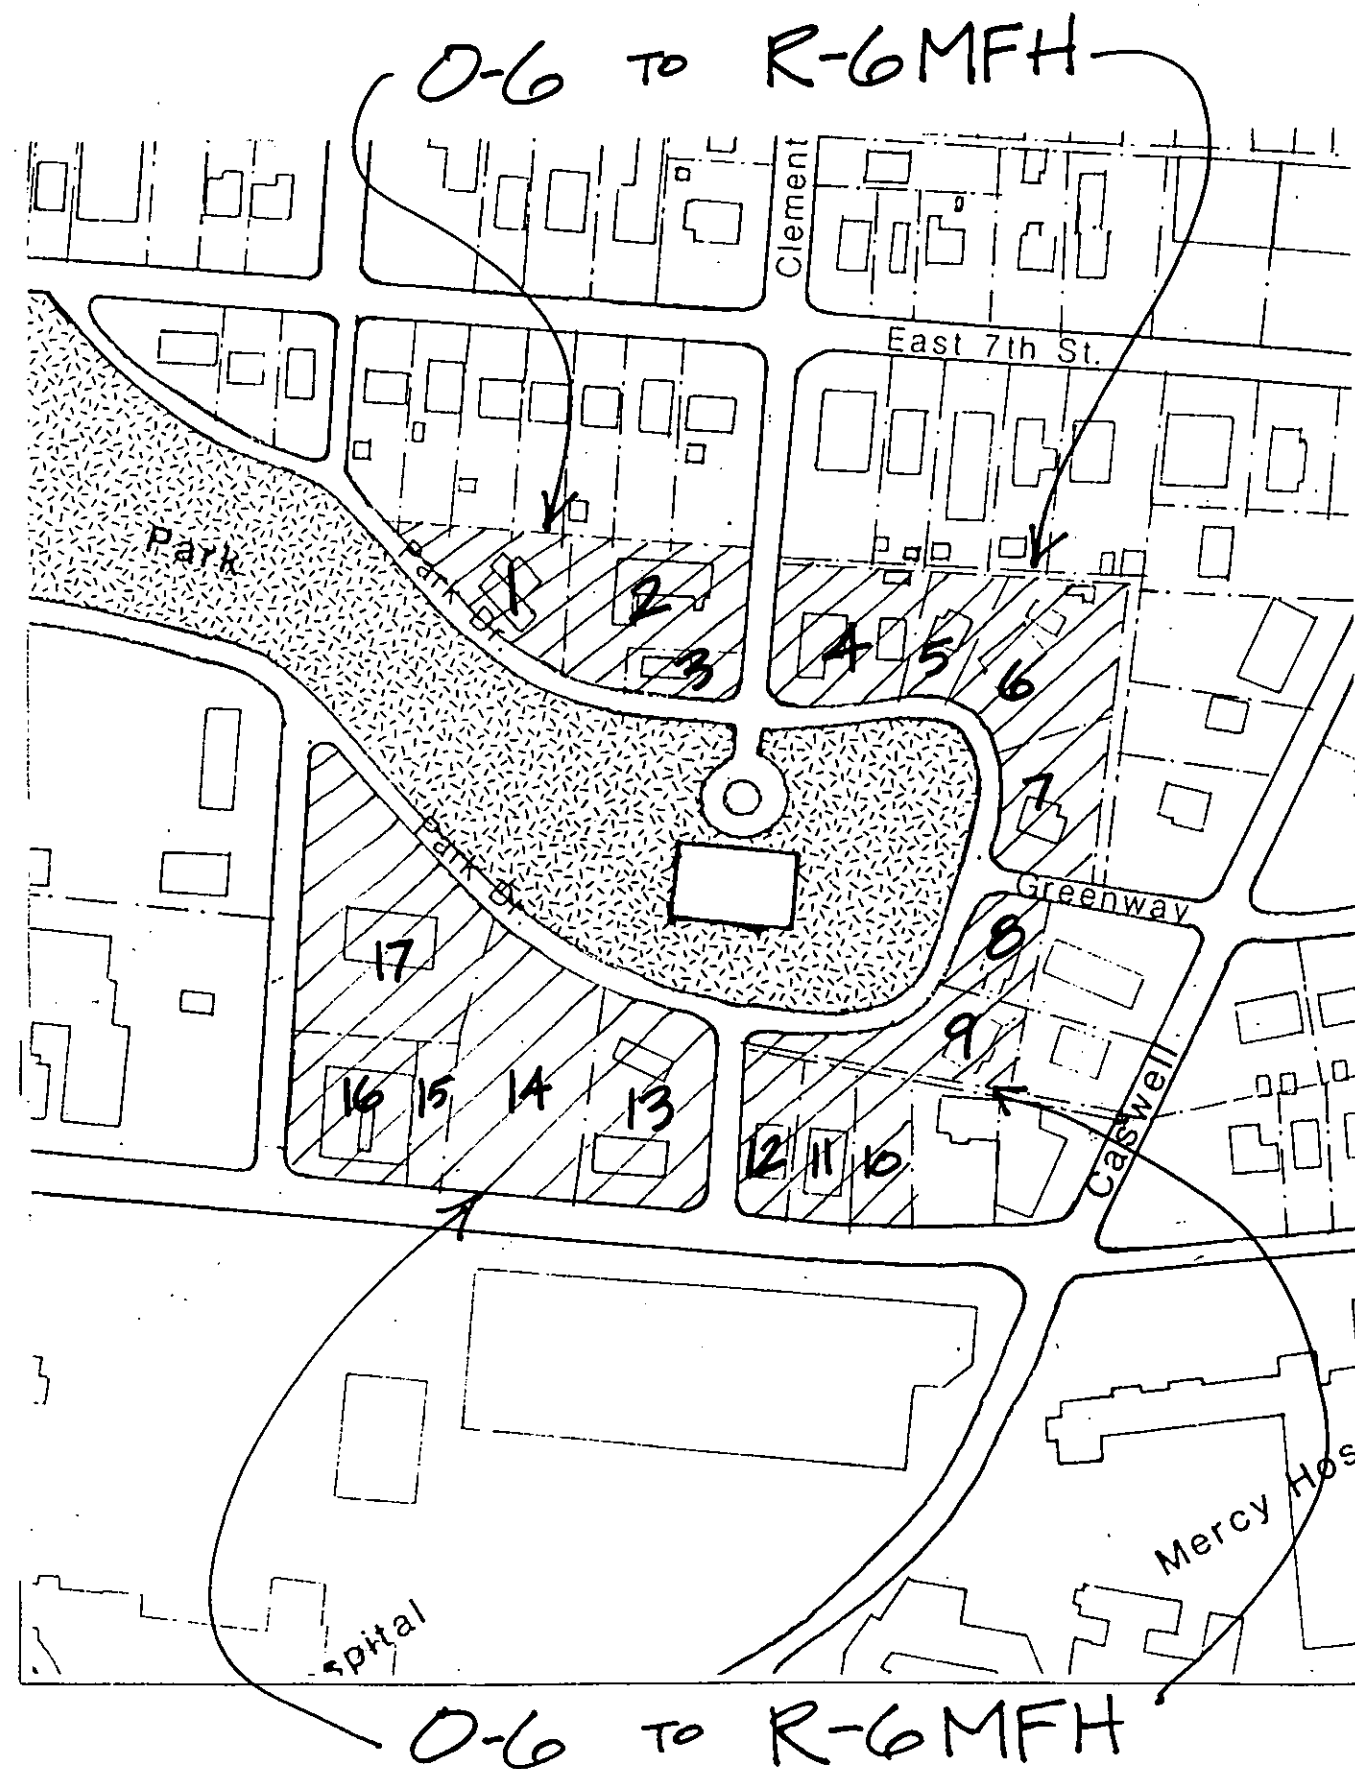 O-6 TO R-6MFH
Clement
East 7th St.
Park
Park Dr
1
2
3
4
5
6
7
Park Dr
Greenway
8
17
9
16
15
14
13
12
11
10
Caswell
Mercy Hos
spital
O-6 TO R-6MFH